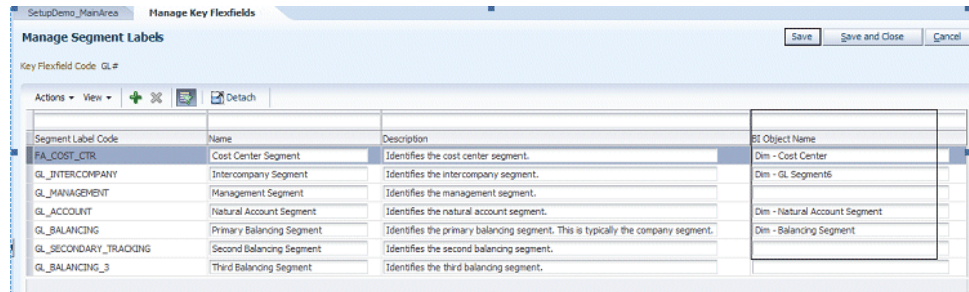 SetupDemo_MainArea Manage Key Flexfields
Manage Segment Labels Save Save and Close Cancel
Key Flexfield Code GL#
Actions View Detach
Segment Label Code Name Description BI Object Name
FA_COST_CTR Cost Center Segment Identifies the cost center segment. Dim - Cost Center
GL_INTERCOMPANY Intercompany Segment Identifies the intercompany segment. Dim - GL Segment6
GL_MANAGEMENT Management Segment Identifies the management segment.
GL_ACCOUNT Natural Account Segment Identifies the natural account segment. Dim - Natural Account Segment
GL_BALANCING Primary Balancing Segment Identifies the primary balancing segment. This is typically the company segment. Dim - Balancing Segment
GL_SECONDARY_TRACKING Second Balancing Segment Identifies the second balancing segment.
GL_BALANCING_3 Third Balancing Segment Identifies the third balancing segment.